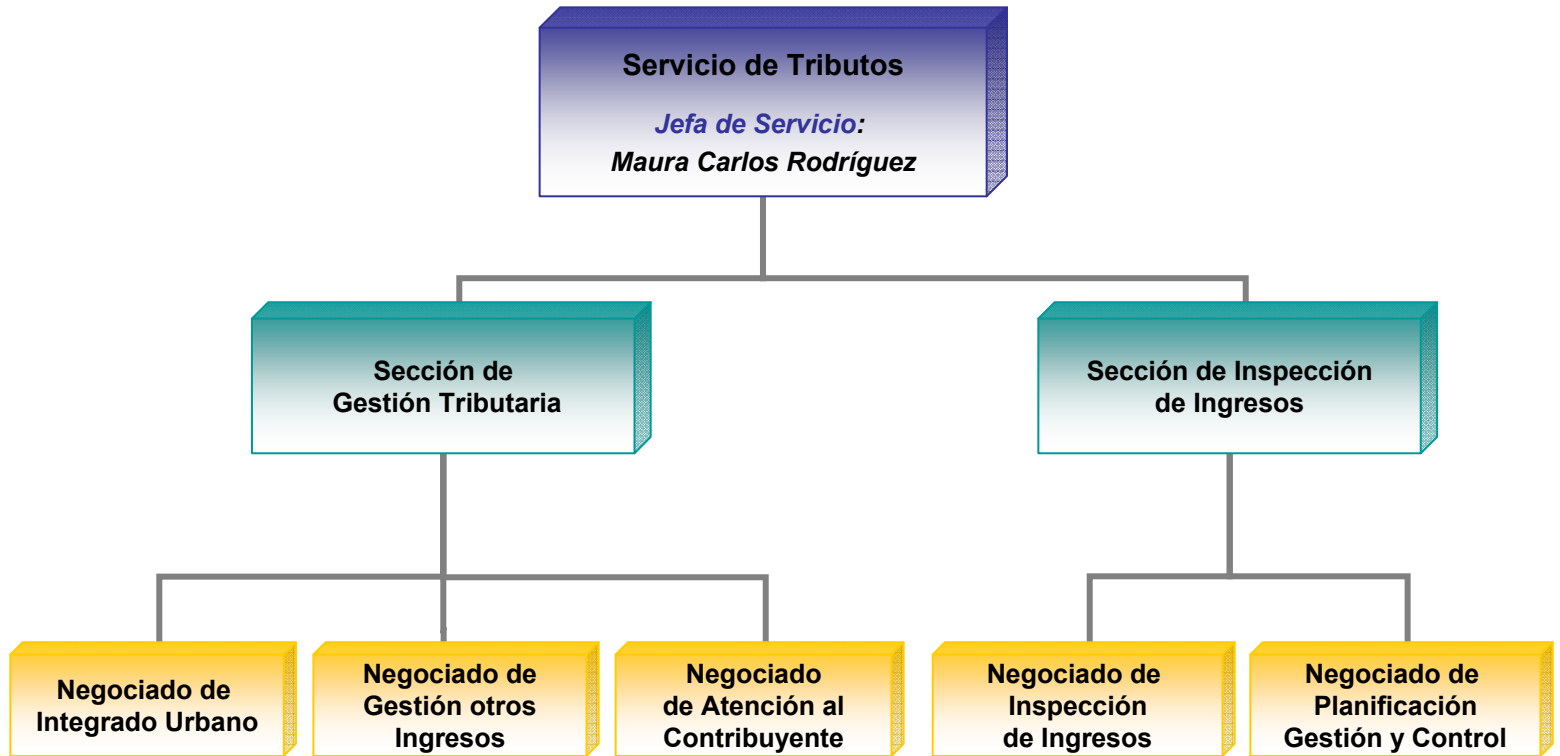 Servicio de Tributos
Jefa de Servicio:
Maura Carlos Rodríguez
Sección de
Gestión Tributaria
Sección de Inspección
de Ingresos
Negociado de
Integrado Urbano
Negociado de
Gestión otros
Ingresos
Negociado
de Atención al
Contribuyente
Negociado de
Inspección
de Ingresos
Negociado de
Planificación
Gestión y Control